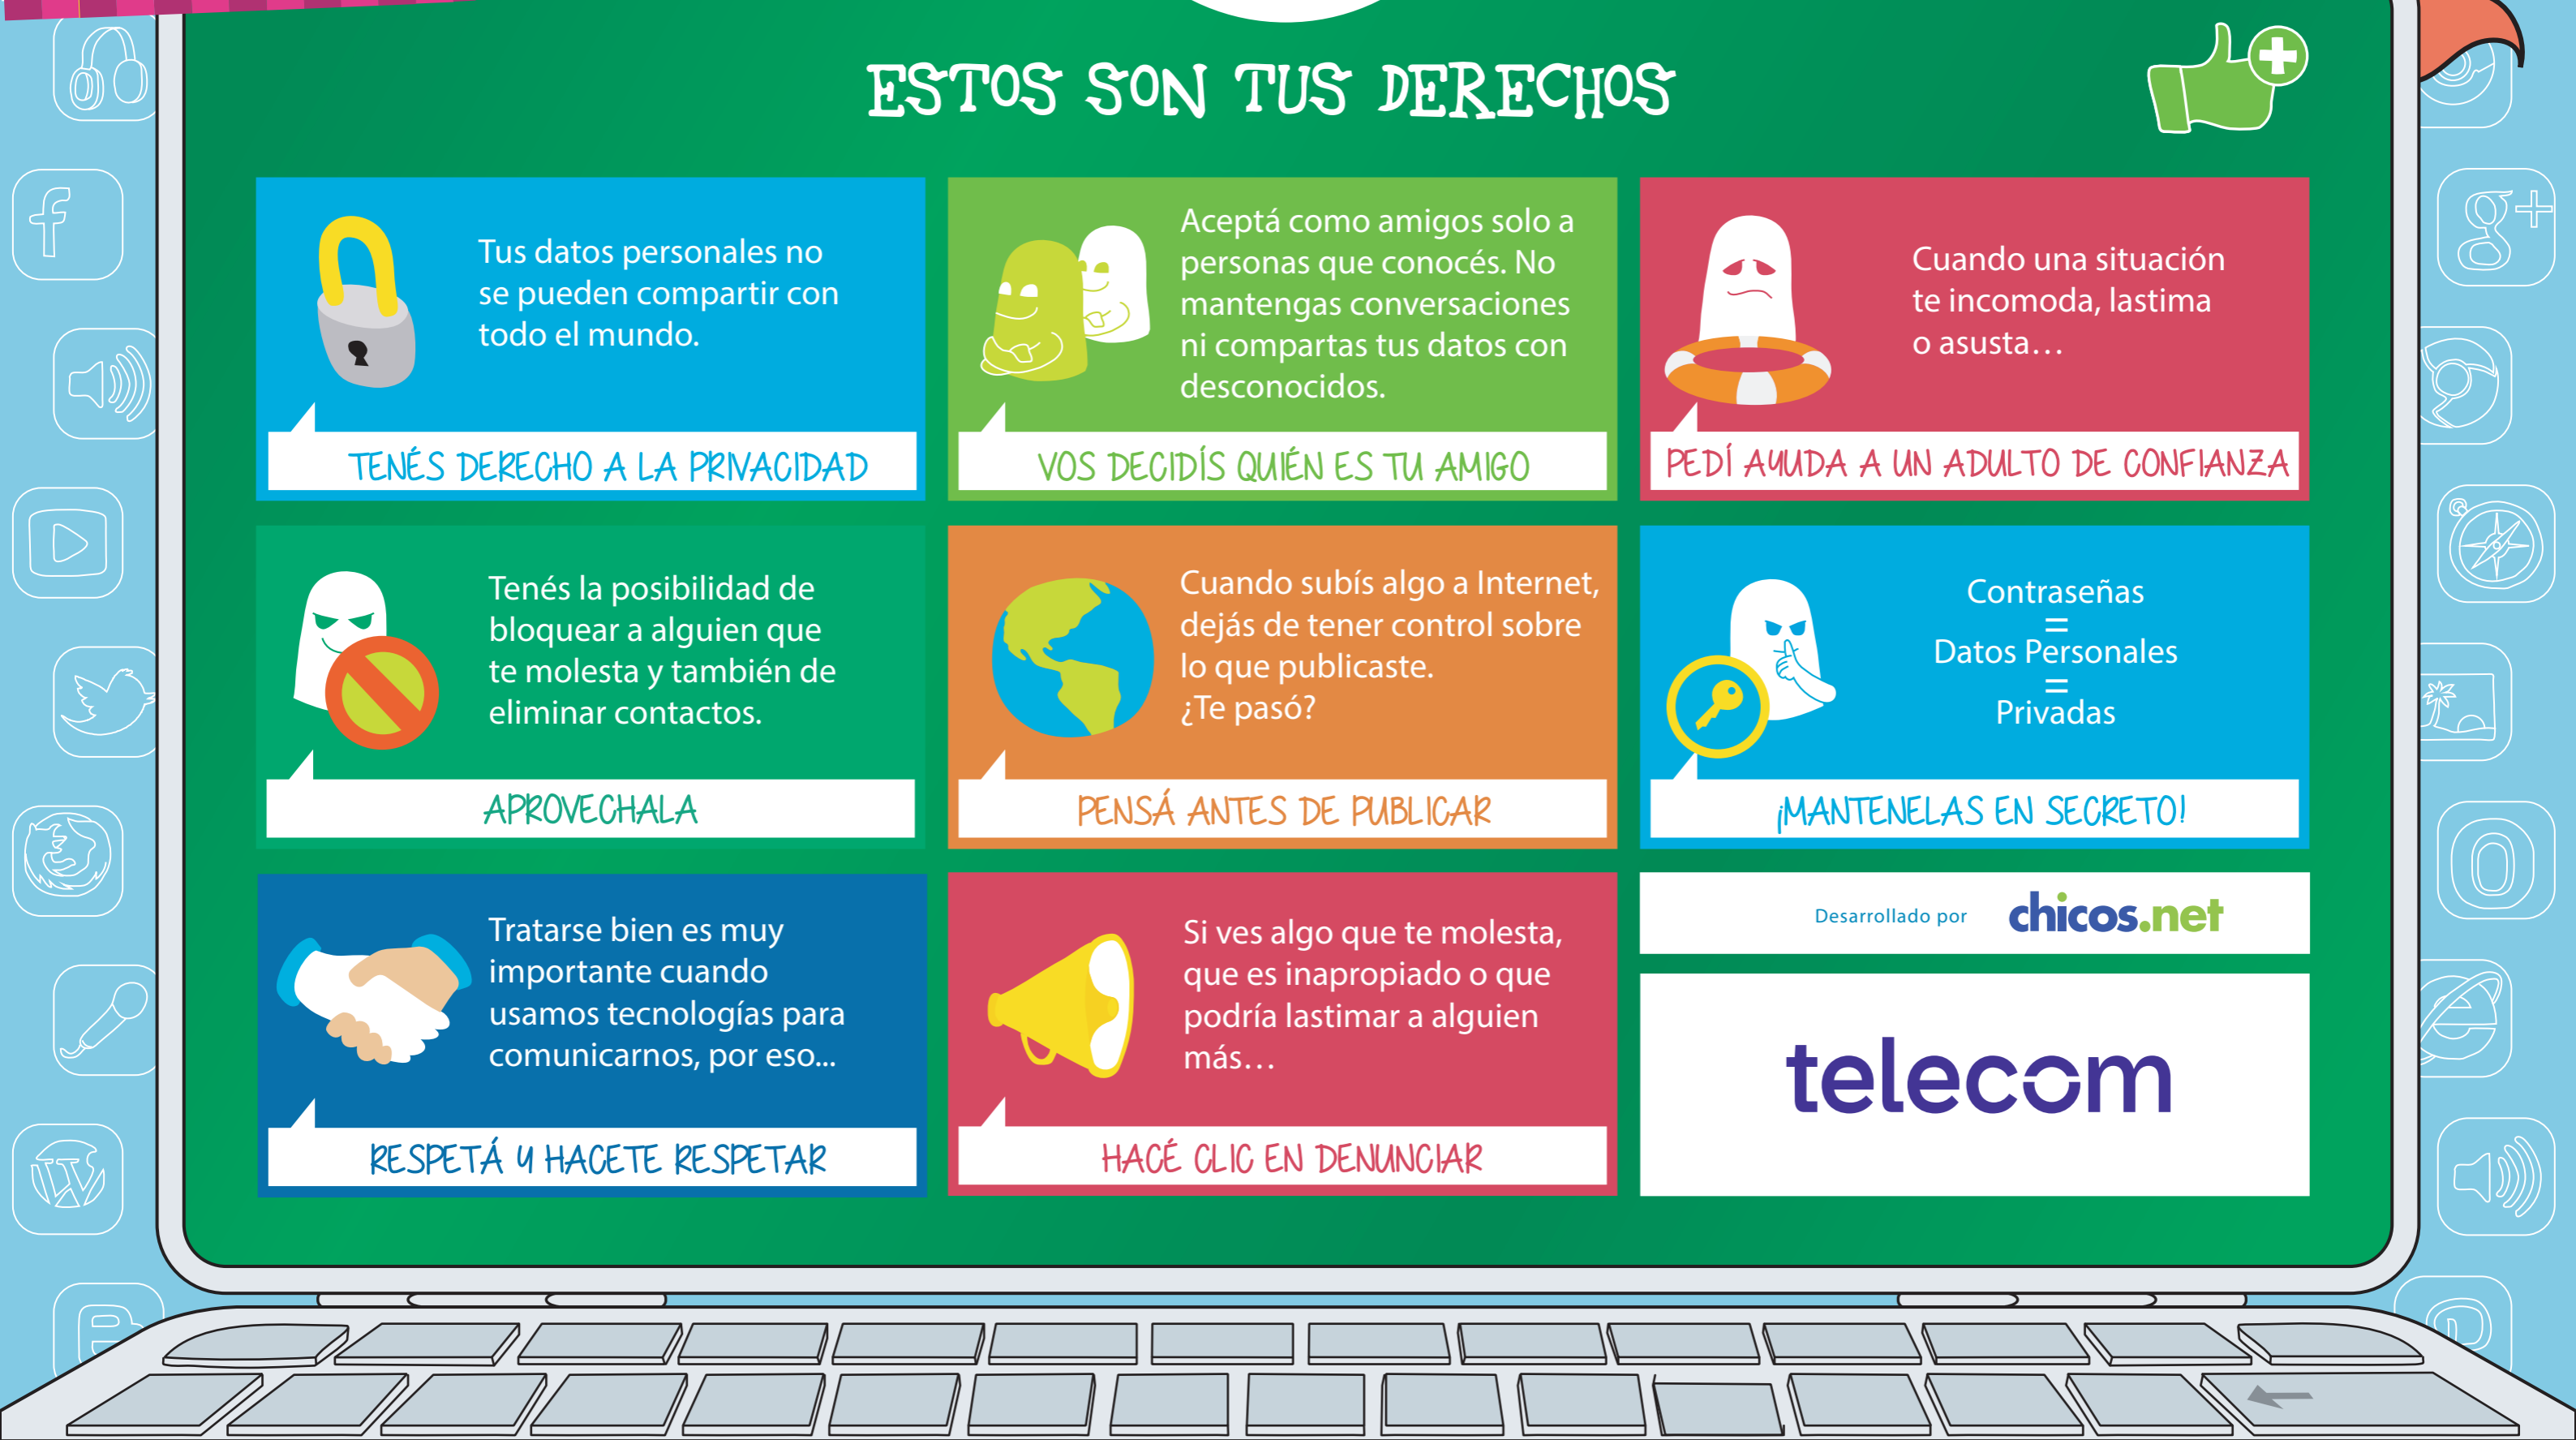 ESTOS SON TUS DERECHOS
Tus datos personales no
se pueden compartir con
todo el mundo.
TENÉS DERECHO A LA PRIVACIDAD
Aceptá como amigos solo a
personas que conocés. No
mantengas conversaciones
ni compartas tus datos con
desconocidos.
VOS DECIDÍS QUIÉN ES TU AMIGO
Cuando una situación
te incomoda, lastima
o asusta…
PEDÍ AYUDA A UN ADULTO DE CONFIANZA
Tenés la posibilidad de
bloquear a alguien que
te molesta y también de
eliminar contactos.
APROVECHALA
Cuando subís algo a Internet,
dejás de tener control sobre
lo que publicaste.
¿Te pasó?
PENSÁ ANTES DE PUBLICAR
Contraseñas
=
Datos Personales
=
Privadas
¡MANTENELAS EN SECRETO!
Tratarse bien es muy
importante cuando
usamos tecnologías para
comunicarnos, por eso...
RESPETÁ Y HACETE RESPETAR
Si ves algo que te molesta,
que es inapropiado o que
podría lastimar a alguien
más…
HACÉ CLIC EN DENUNCIAR
Desarrollado por chicos.net
telecom